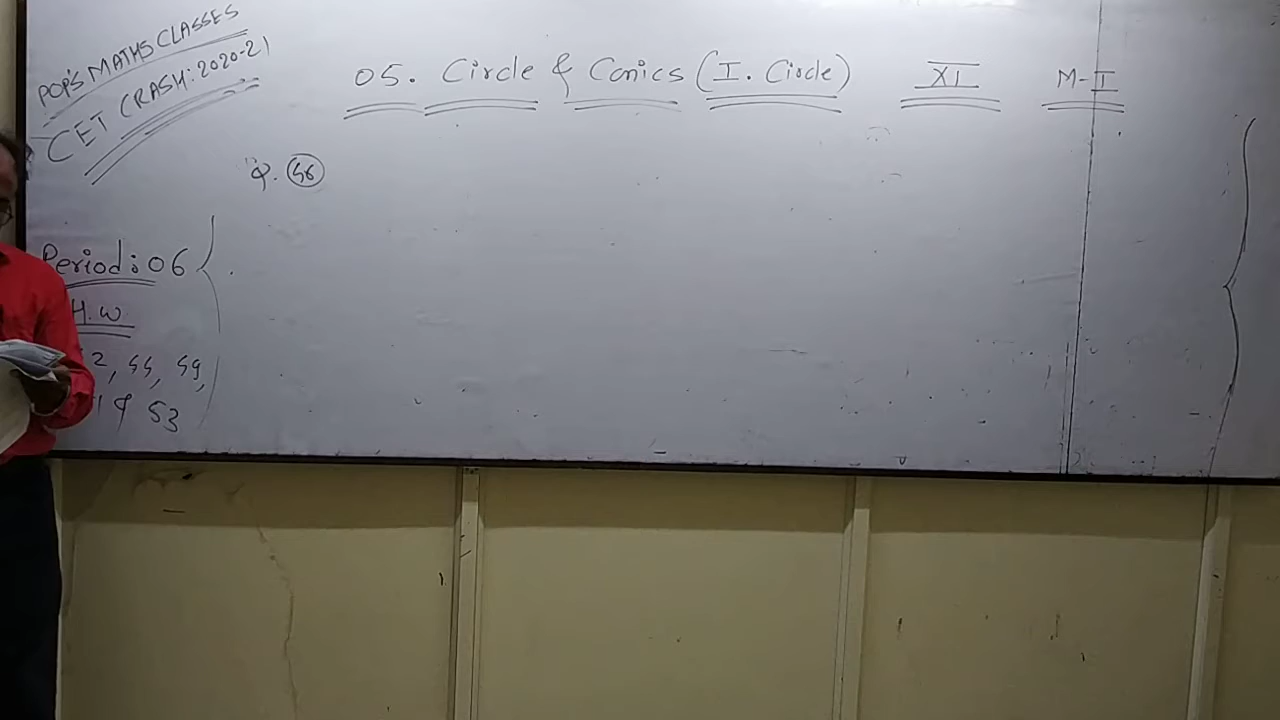 POP'S MATHS CLASSES
CET CRASH: 2020-21
05. Circle & Conics (I. Circle) XI M-II
Q. 56
Period: 06
H.W
2, 55, 59,
1 & 53